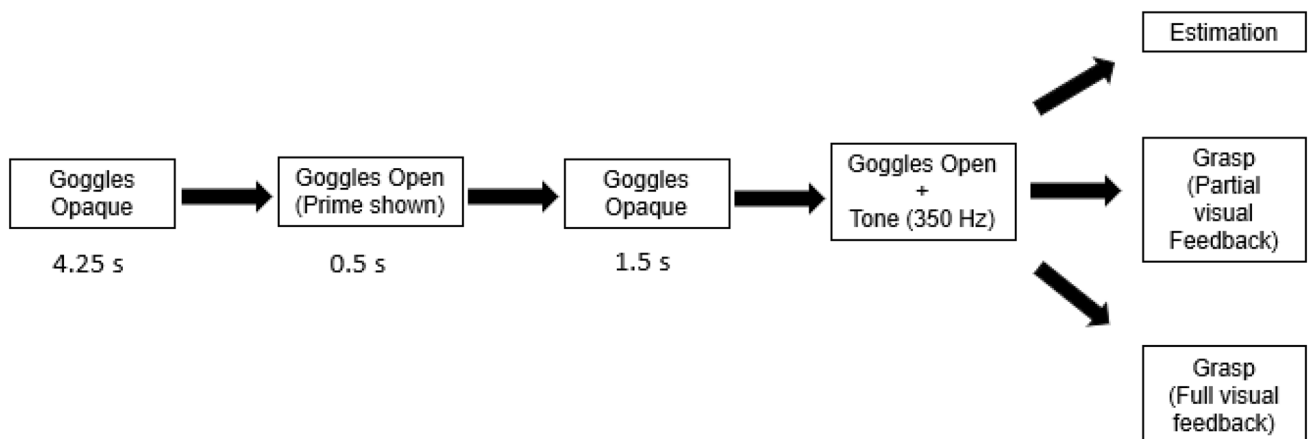 Goggles
Opaque
4.25 s
Goggles Open
(Prime shown)
0.5 s
Goggles
Opaque
1.5 s
Goggles Open
+
Tone (350 Hz)
Estimation
Grasp
(Partial
visual
Feedback)
Grasp
(Full visual
feedback)